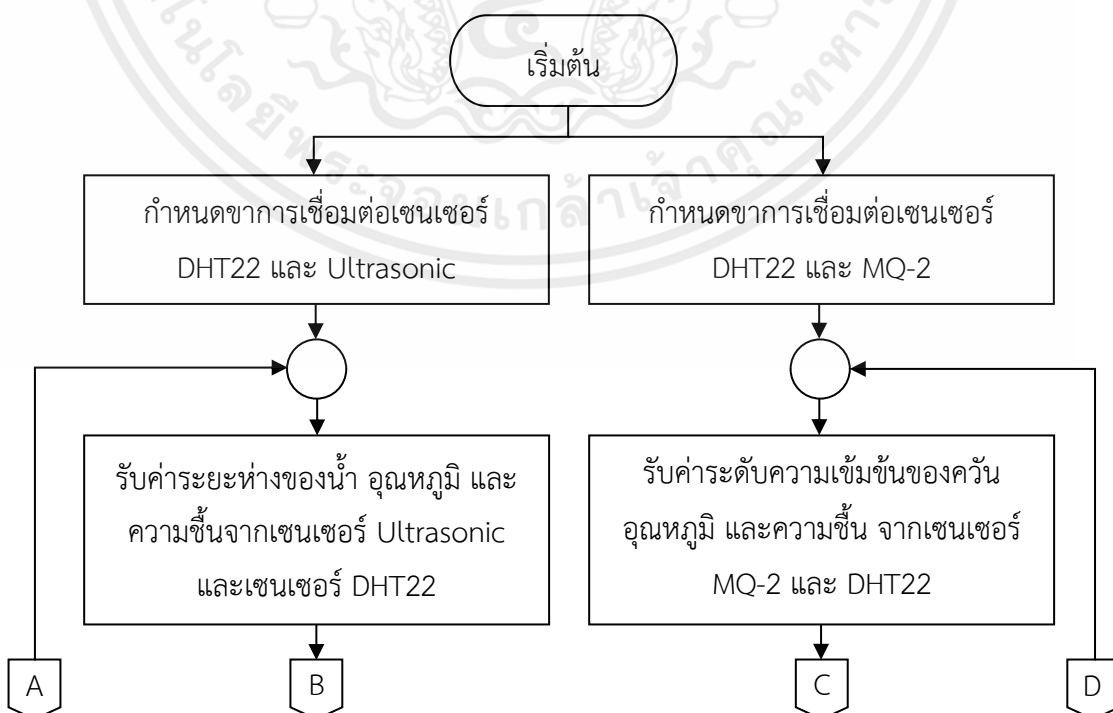 เริ่มต้น
กำหนดขาการเชื่อมต่อเซนเซอร์
DHT22 และ Ultrasonic
กำหนดขาการเชื่อมต่อเซนเซอร์
DHT22 และ MQ-2
รับค่าระยะห่างของน้ำ อุณหภูมิ และ
ความชื้นจากเซนเซอร์ Ultrasonic
และเซนเซอร์ DHT22
รับค่าระดับความเข้มข้นของควัน
อุณหภูมิ และความชื้น จากเซนเซอร์
MQ-2 และ DHT22
A
B
C
D